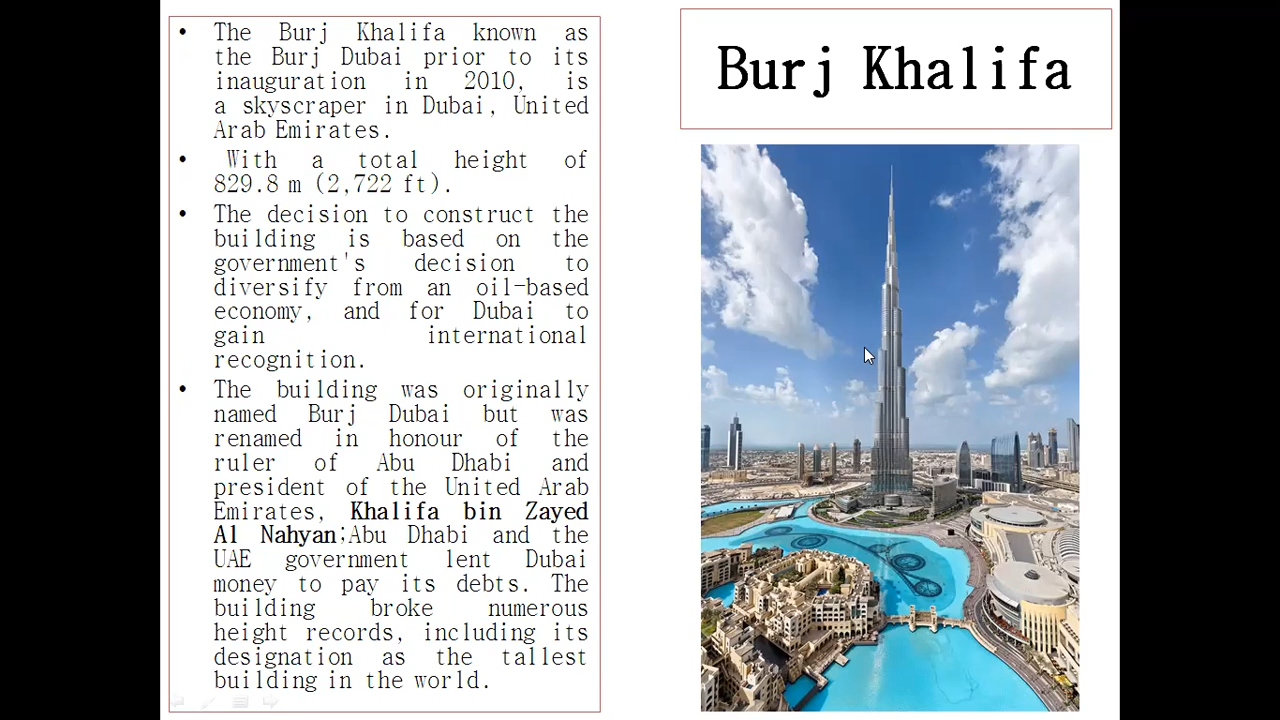 Burj Khalifa
• The Burj Khalifa known as
the Burj Dubai prior to its
inauguration in 2010, is
a skyscraper in Dubai, United
Arab Emirates.
• With a total height of
829.8 m (2,722 ft).
• The decision to construct the
building is based on the
government's decision to
diversify from an oil-based
economy, and for Dubai to
gain international
recognition.
• The building was originally
named Burj Dubai but was
renamed in honour of the
ruler of Abu Dhabi and
president of the United Arab
Emirates, Khalifa bin Zayed
Al Nahyan;Abu Dhabi and the
UAE government lent Dubai
money to pay its debts. The
building broke numerous
height records, including its
designation as the tallest
building in the world.